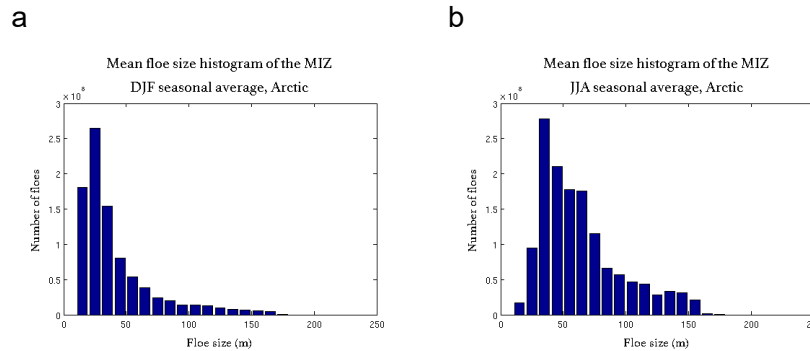 a
Mean floe size histogram of the MIZ
DJF seasonal average, Arctic
× 10⁸
3
2.5
2
1.5
1
0.5
0
Number of floes
0 50 100 150 200 250
Floe size (m)
b
Mean floe size histogram of the MIZ
JJA seasonal average, Arctic
× 10⁸
3
2.5
2
1.5
1
0.5
0
Number of floes
0 50 100 150 200
Floe size (m)